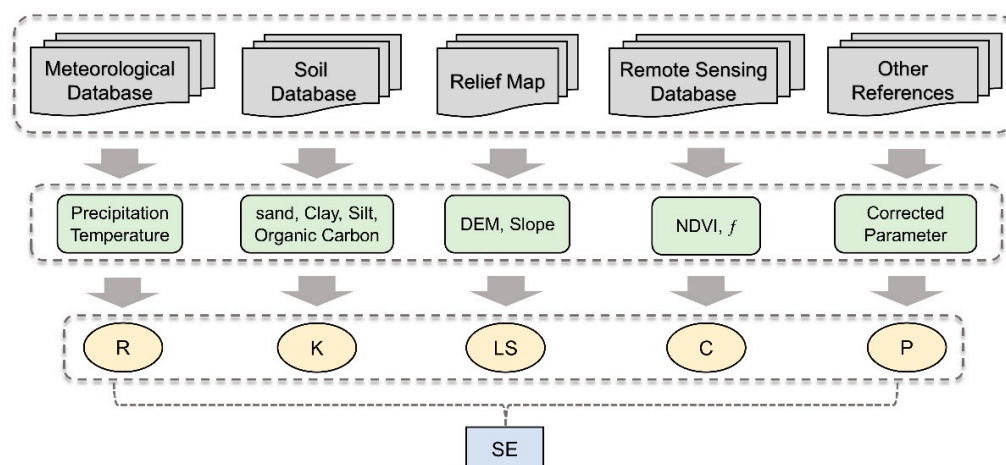 Meteorological
Database
Soil
Database
Relief Map
Remote Sensing
Database
Other
References
Precipitation
Temperature
sand, Clay, Silt,
Organic Carbon
DEM, Slope
NDVI, f
Corrected
Parameter
R
K
LS
C
P
SE